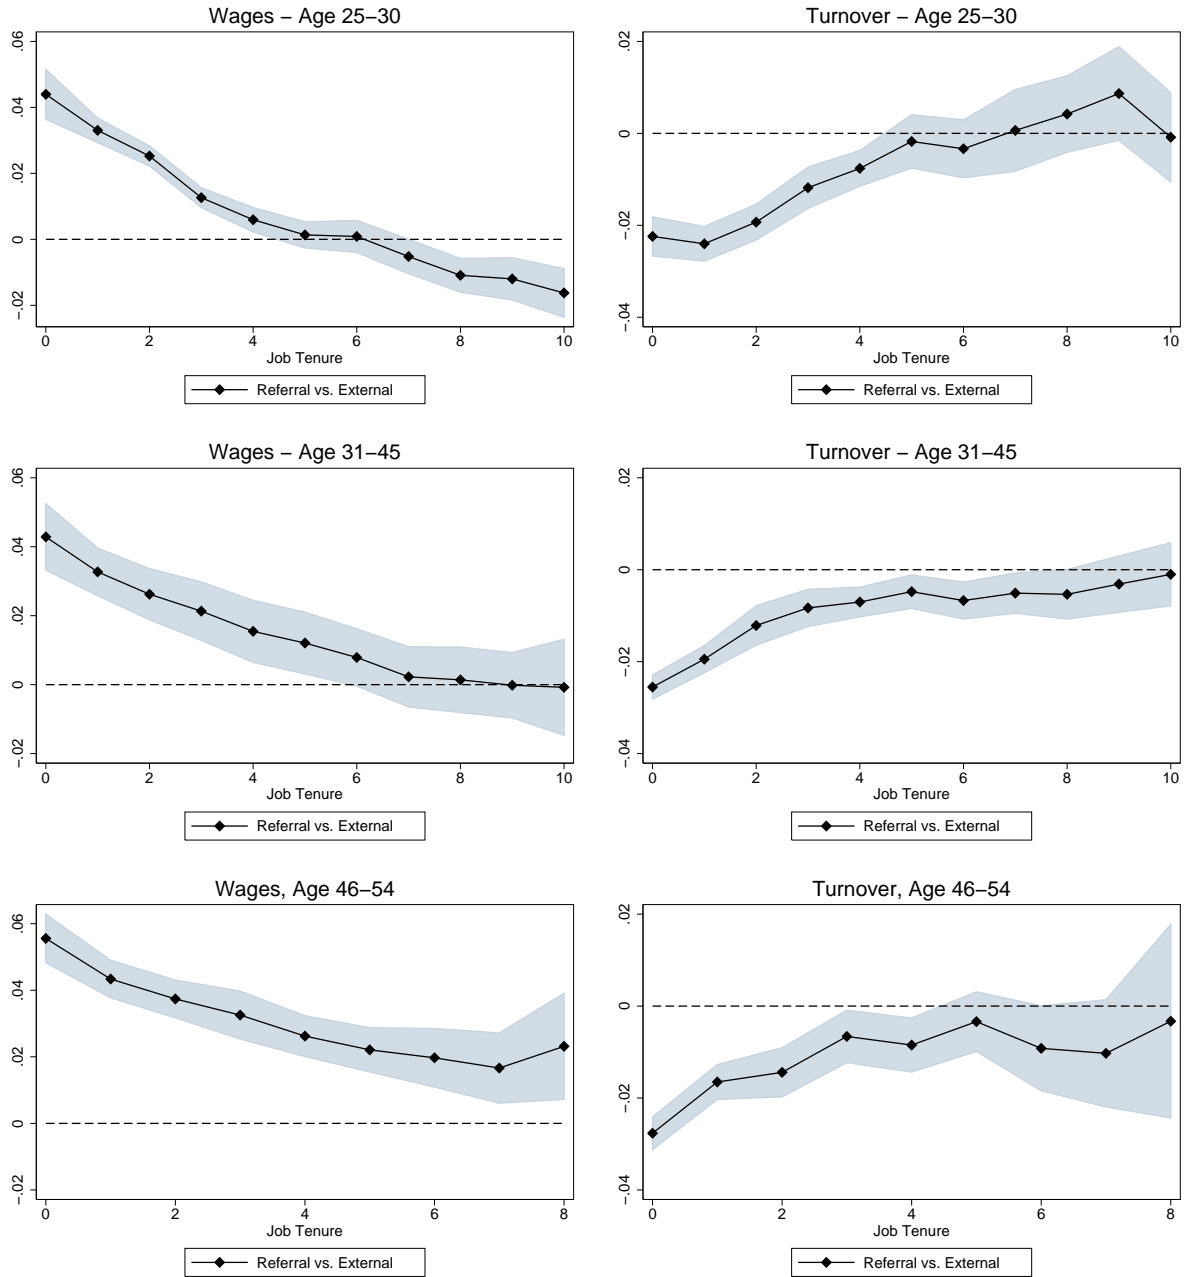 Wages – Age 25–30
.06
.04
.02
0
–.02
0 2 4 6 8 10
Job Tenure
Referral vs. External
Turnover – Age 25–30
.02
0
–.02
–.04
0 2 4 6 8 10
Job Tenure
Referral vs. External
Wages – Age 31–45
.06
.04
.02
0
–.02
0 2 4 6 8 10
Job Tenure
Referral vs. External
Turnover – Age 31–45
.02
0
–.02
–.04
0 2 4 6 8 10
Job Tenure
Referral vs. External
Wages, Age 46–54
.06
.04
.02
0
–.02
0 2 4 6 8
Job Tenure
Referral vs. External
Turnover, Age 46–54
.02
0
–.02
–.04
0 2 4 6 8
Job Tenure
Referral vs. External